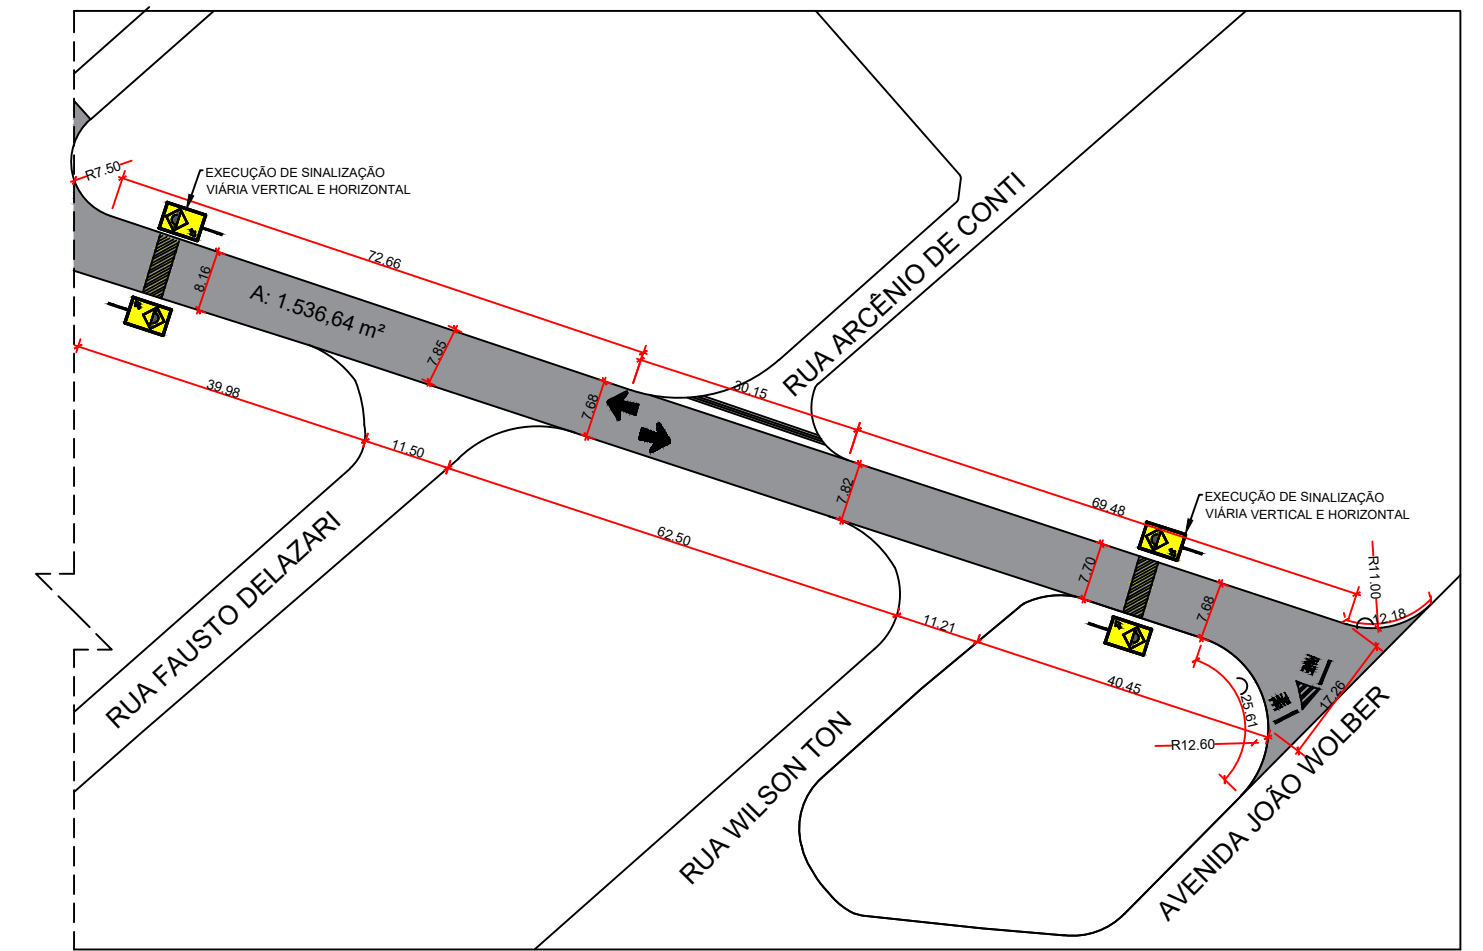 R7.50
EXECUÇÃO DE SINALIZAÇÃO
VIÁRIA VERTICAL E HORIZONTAL
72.66
8.16
A: 1.536,64 m²
7.85
39.98
7.68
30.15
RUA ARCÊNIO DE CONTI
11.50
7.82
69.48
EXECUÇÃO DE SINALIZAÇÃO
VIÁRIA VERTICAL E HORIZONTAL
62.50
7.70
R11.00
7.68
12.18
RUA FAUSTO DELAZARI
11.21
40.45
25.61
17.26
R12.60
RUA WILSON TON
AVENIDA JOÃO WOLBER